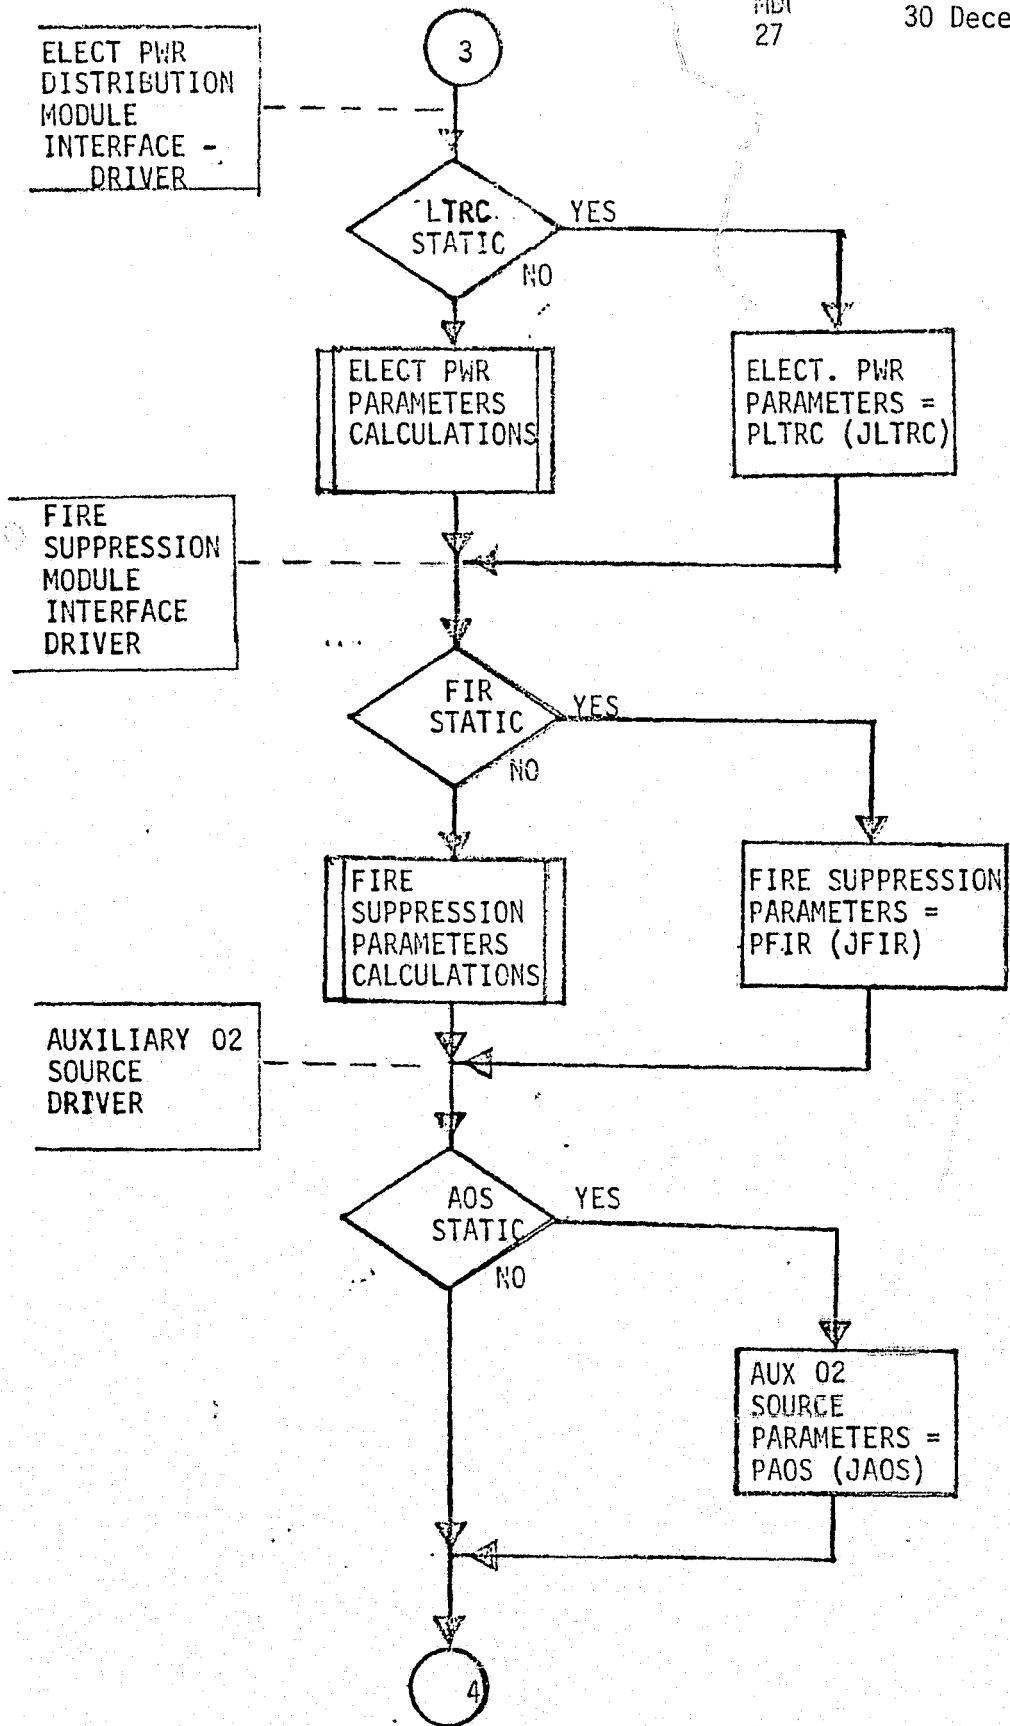 27
30 Dece
ELECT PWR
DISTRIBUTION
MODULE
INTERFACE -
DRIVER
3
LTRC
STATIC
YES
NO
ELECT PWR
PARAMETERS
CALCULATIONS
ELECT. PWR
PARAMETERS =
PLTRC (JLTRC)
FIRE
SUPPRESSION
MODULE
INTERFACE
DRIVER
FIR
STATIC
YES
NO
FIRE
SUPPRESSION
PARAMETERS
CALCULATIONS
FIRE SUPPRESSION
PARAMETERS =
PFIR (JFIR)
AUXILIARY O2
SOURCE
DRIVER
AOS
STATIC
YES
NO
AUX O2
SOURCE
PARAMETERS =
PAOS (JAOS)
4